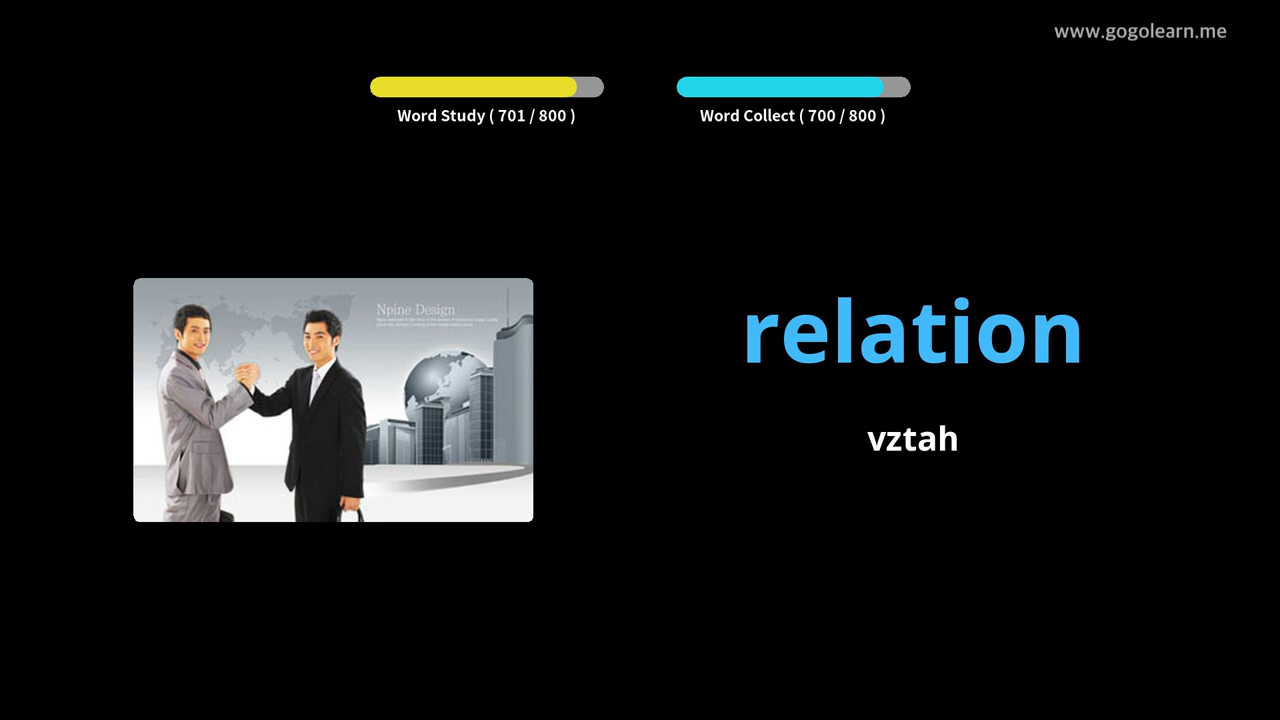 www.gogolearn.me
Word Study ( 701 / 800 )
Word Collect ( 700 / 800 )
Npine Design
relation
vztah